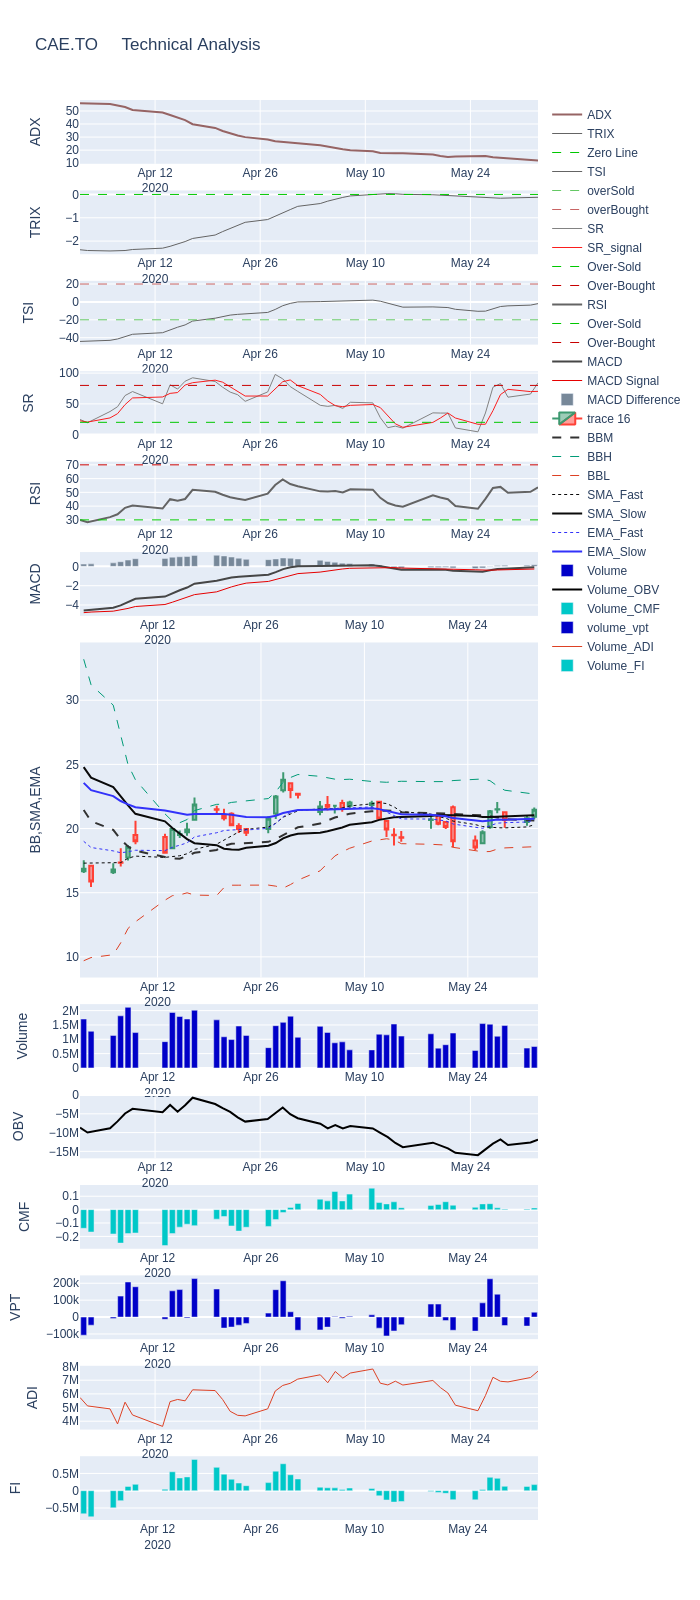 CAE.TO Technical Analysis
ADX
50
40
30
20
10
Apr 12
2020
Apr 26
May 10
May 24
TRIX
0
−1
−2
Apr 12
2020
Apr 26
May 10
May 24
TSI
20
0
−20
−40
Apr 12
2020
Apr 26
May 10
May 24
SR
100
50
0
Apr 12
2020
Apr 26
May 10
May 24
RSI
70
60
50
40
30
Apr 12
2020
Apr 26
May 10
May 24
MACD
0
−2
−4
Apr 12
2020
Apr 26
May 10
May 24
BB,SMA,EMA
30
25
20
15
10
Apr 12
2020
Apr 26
May 10
May 24
Volume
2M
1.5M
1M
0.5M
0
Apr 12
2020
Apr 26
May 10
May 24
OBV
0
−5M
−10M
−15M
Apr 12
2020
Apr 26
May 10
May 24
CMF
0.1
0
−0.1
−0.2
Apr 12
2020
Apr 26
May 10
May 24
VPT
200k
100k
0
−100k
Apr 12
2020
Apr 26
May 10
May 24
ADI
8M
7M
6M
5M
4M
Apr 12
2020
Apr 26
May 10
May 24
FI
0.5M
0
−0.5M
Apr 12
2020
Apr 26
May 10
May 24
ADX
TRIX
Zero Line
TSI
overSold
overBought
SR
SR_signal
Over-Sold
Over-Bought
RSI
Over-Sold
Over-Bought
MACD
MACD Signal
MACD Difference
trace 16
BBM
BBH
BBL
SMA_Fast
SMA_Slow
EMA_Fast
EMA_Slow
Volume
Volume_OBV
Volume_CMF
volume_vpt
Volume_ADI
Volume_FI